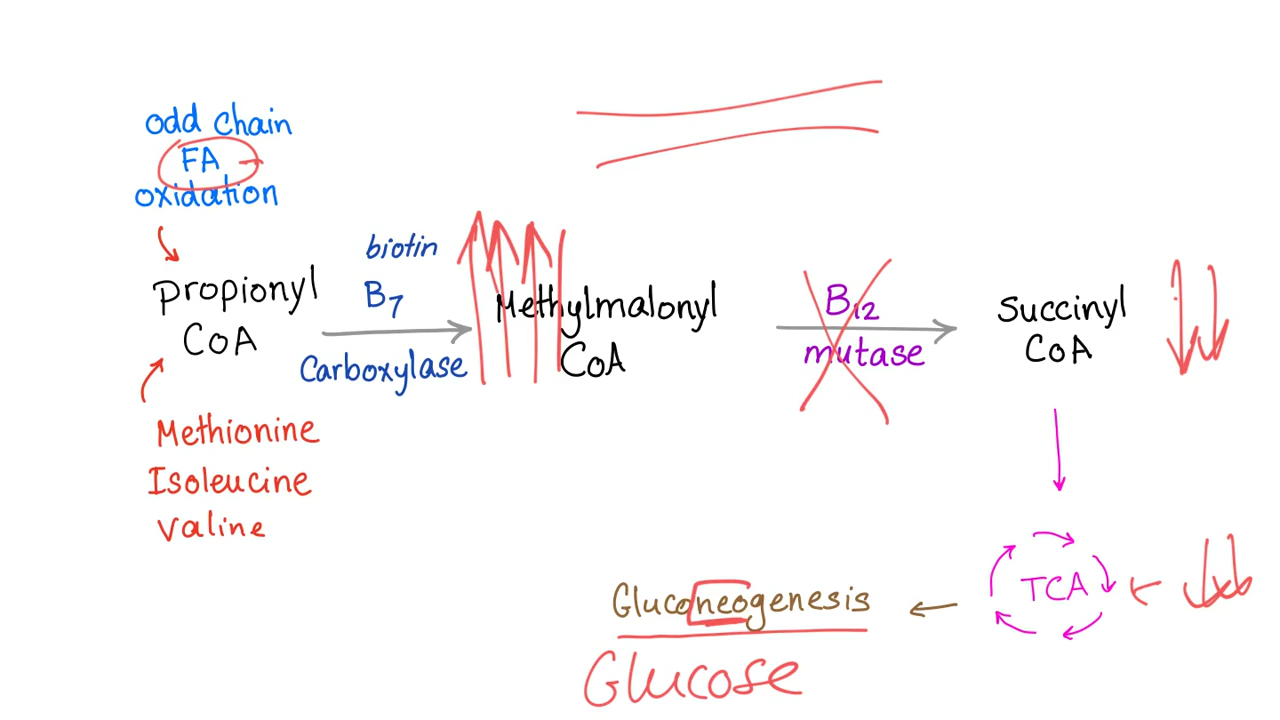 odd chain
FA
oxidation
Propionyl
CoA
Methionine
Isoleucine
Valine
biotin
B7
Carboxylase
Methylmalonyl
CoA
B12
mutase
Succinyl
CoA
TCA
Gluconeogenesis
Glucose